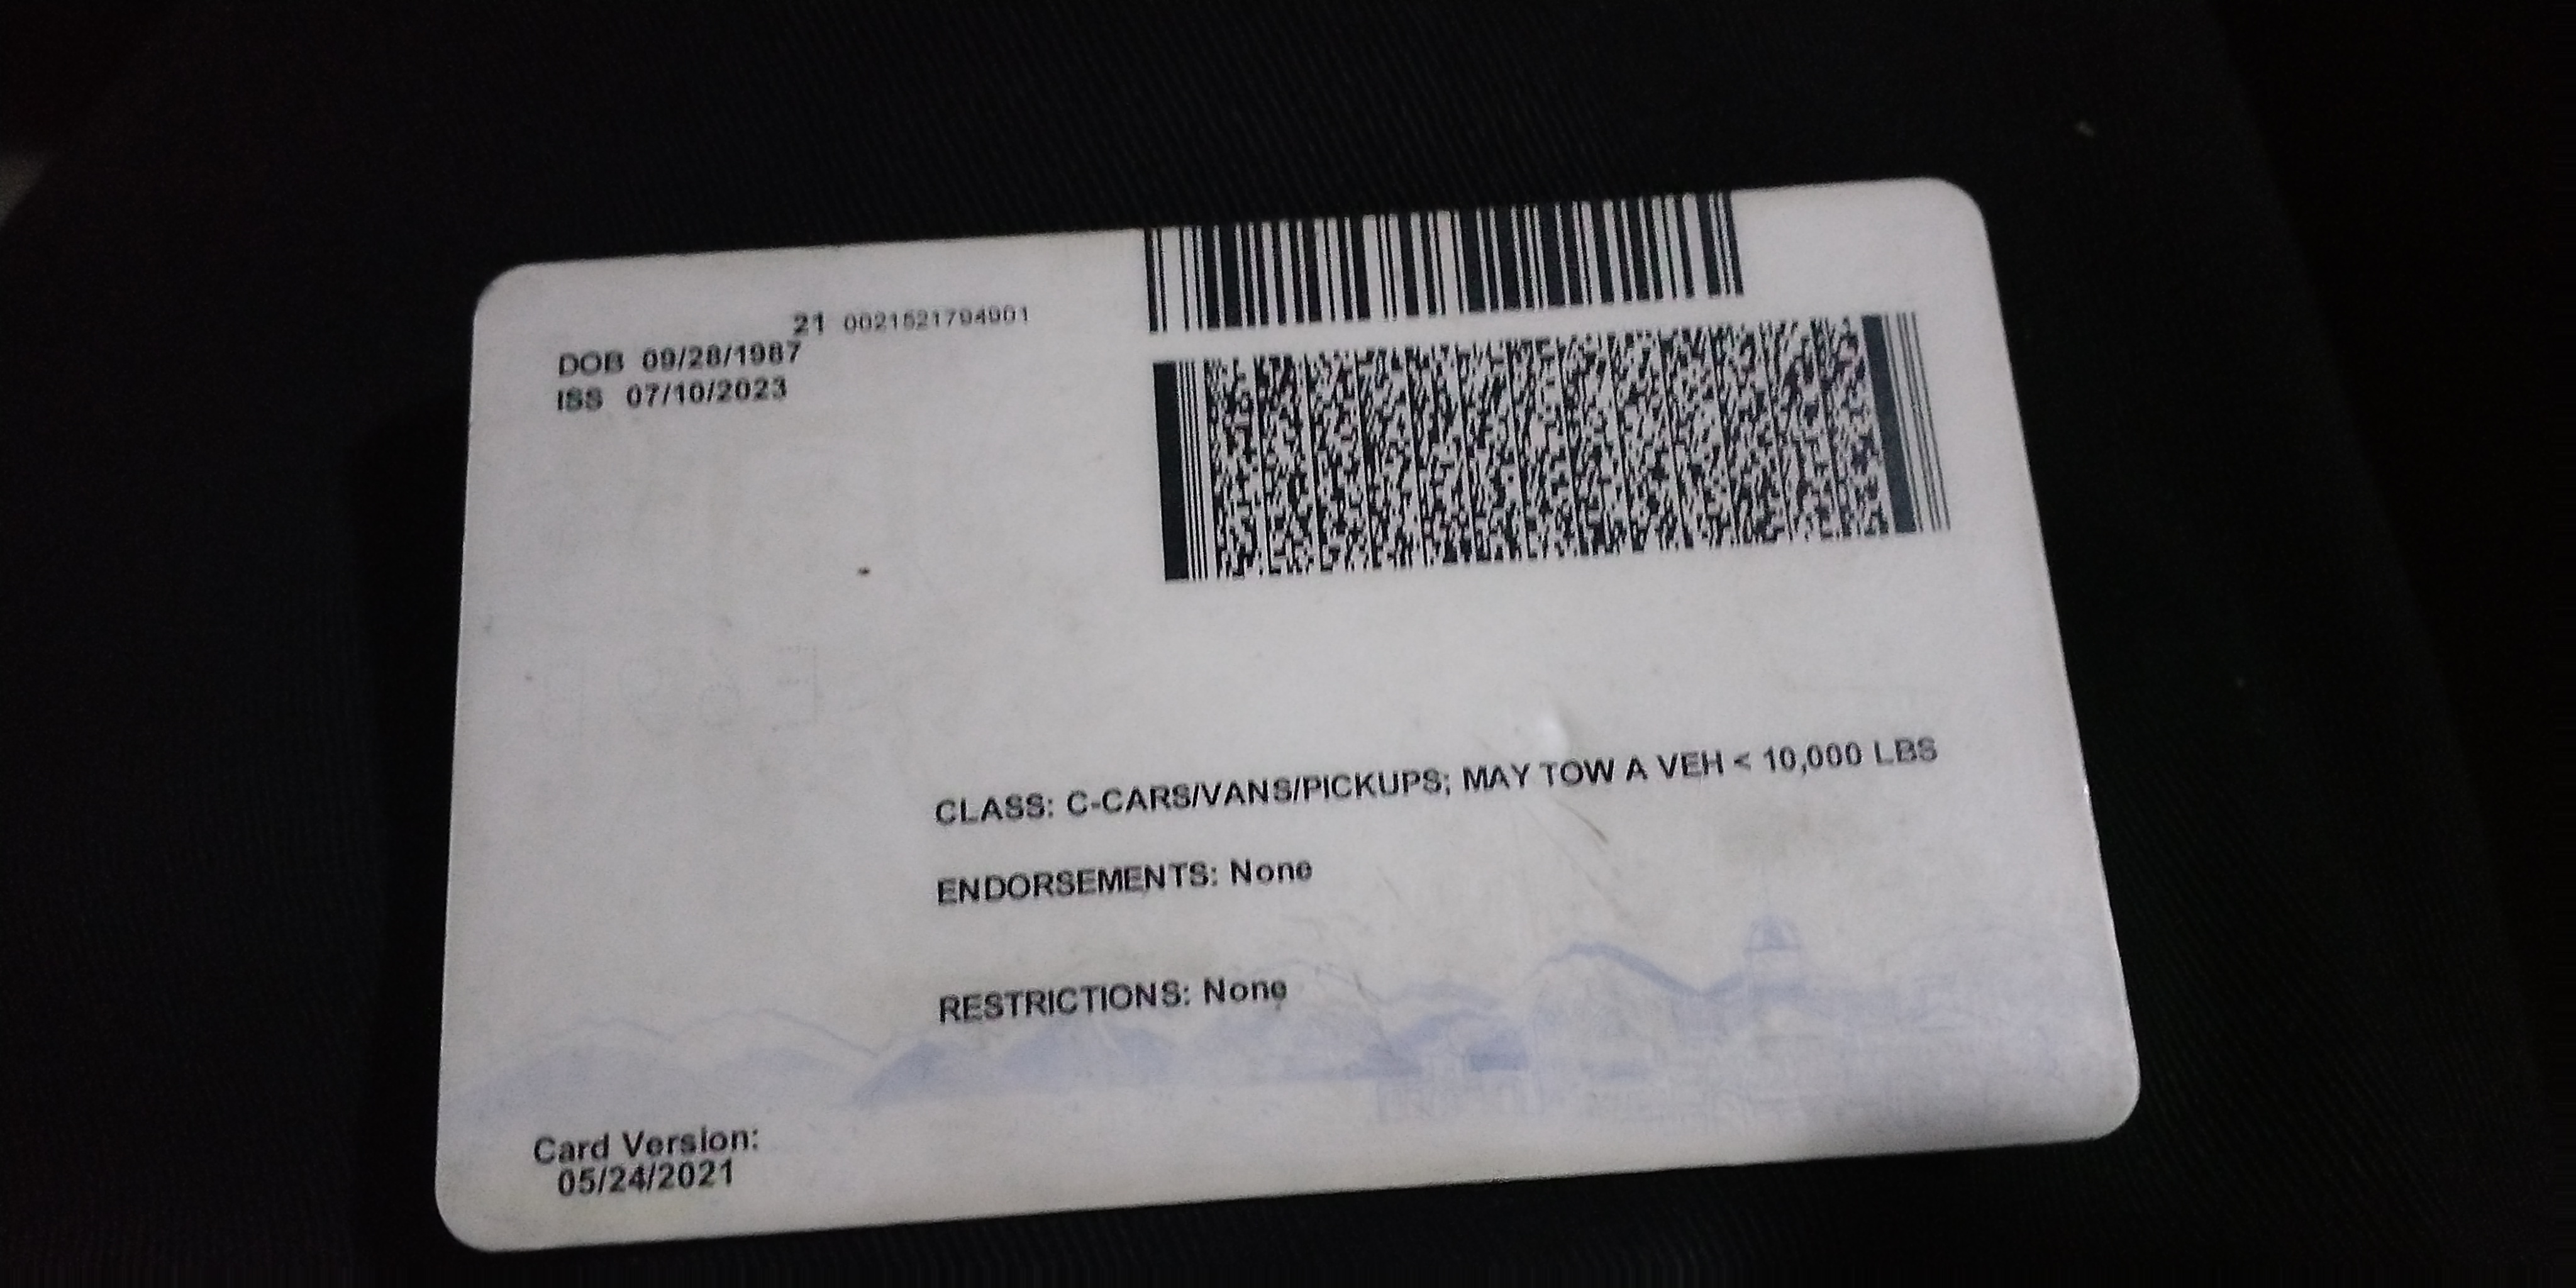 21 0021521794901
DOB 09/28/1987
ISS 07/10/2023
CLASS: C-CARS/VANS/PICKUPS; MAY TOW A VEH < 10,000 LBS
ENDORSEMENTS: None
RESTRICTIONS: None
Card Version:
05/24/2021